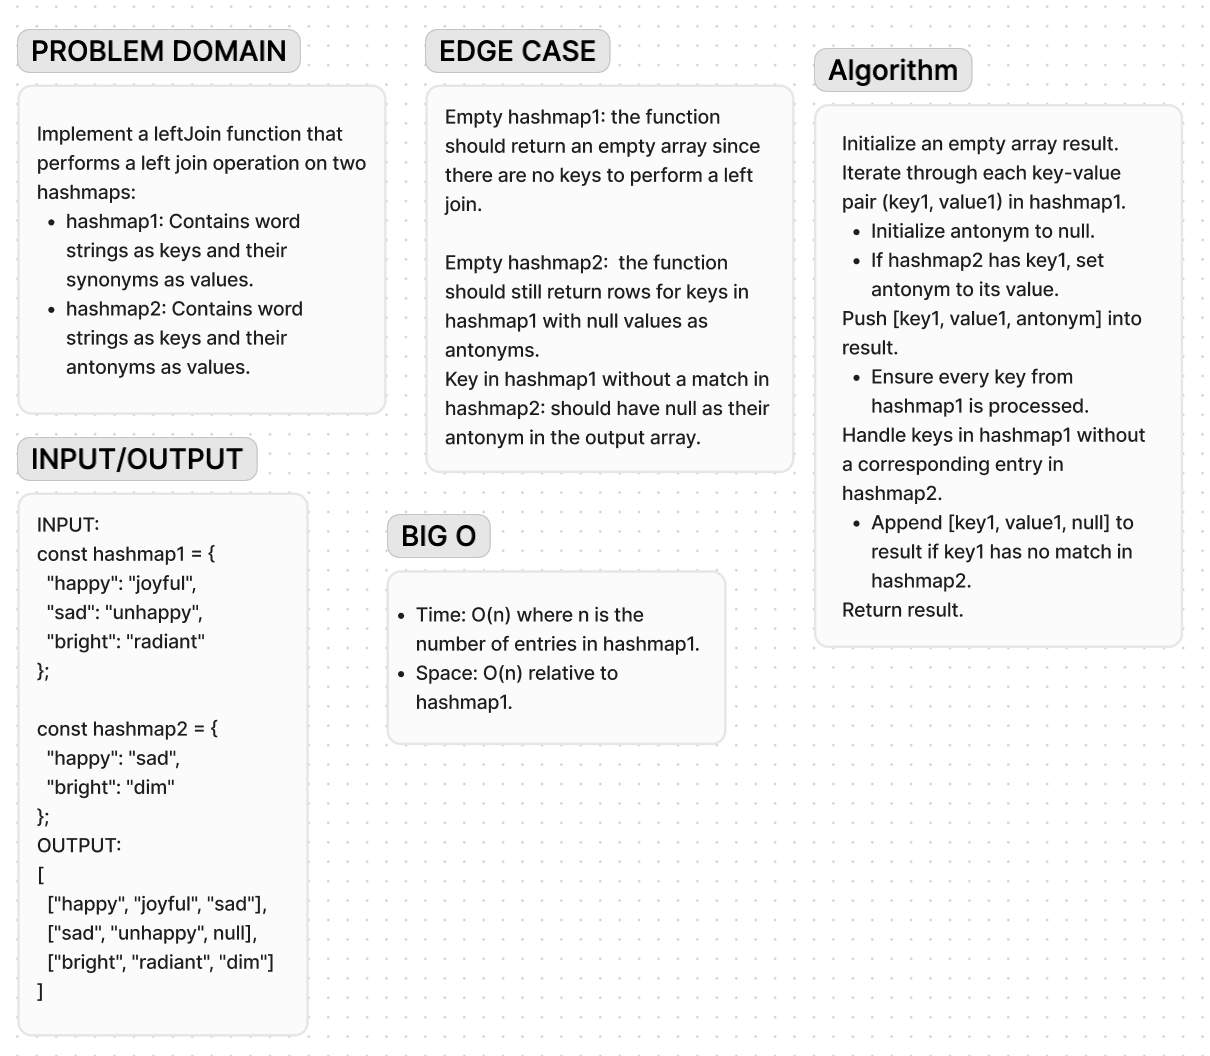 PROBLEM DOMAIN
Implement a leftJoin function that
performs a left join operation on two
hashmaps:
• hashmap1: Contains word
strings as keys and their
synonyms as values.
• hashmap2: Contains word
strings as keys and their
antonyms as values.
INPUT/OUTPUT
INPUT:
const hashmap1 = {
"happy": "joyful",
"sad": "unhappy",
"bright": "radiant"
};
const hashmap2 = {
"happy": "sad",
"bright": "dim"
};
OUTPUT:
[
["happy", "joyful", "sad"],
["sad", "unhappy", null],
["bright", "radiant", "dim"]
]
EDGE CASE
Empty hashmap1: the function
should return an empty array since
there are no keys to perform a left
join.
Empty hashmap2:  the function
should still return rows for keys in
hashmap1 with null values as
antonyms.
Key in hashmap1 without a match in
hashmap2: should have null as their
antonym in the output array.
BIG O
• Time: O(n) where n is the
number of entries in hashmap1.
• Space: O(n) relative to
hashmap1.
Algorithm
Initialize an empty array result.
Iterate through each key-value
pair (key1, value1) in hashmap1.
• Initialize antonym to null.
• If hashmap2 has key1, set
antonym to its value.
Push [key1, value1, antonym] into
result.
• Ensure every key from
hashmap1 is processed.
Handle keys in hashmap1 without
a corresponding entry in
hashmap2.
• Append [key1, value1, null] to
result if key1 has no match in
hashmap2.
Return result.